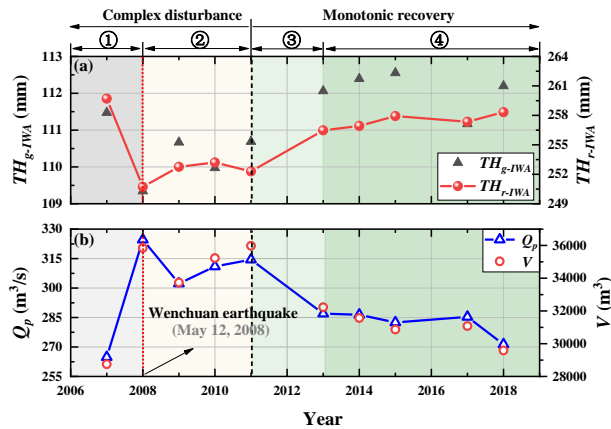 Complex disturbance Monotonic recovery
① ② ③ ④
(a)
113
112
111
110
109
TH_g-IWA (mm)
264
261
258
255
252
249
TH_r-IWA (mm)
TH_g-IWA
TH_r-IWA
(b)
330
315
300
285
270
255
Q_p (m³/s)
36000
34000
32000
30000
28000
V (m³)
Q_p
V
Wenchuan earthquake
(May 12, 2008)
2006 2008 2010 2012 2014 2016 2018
Year